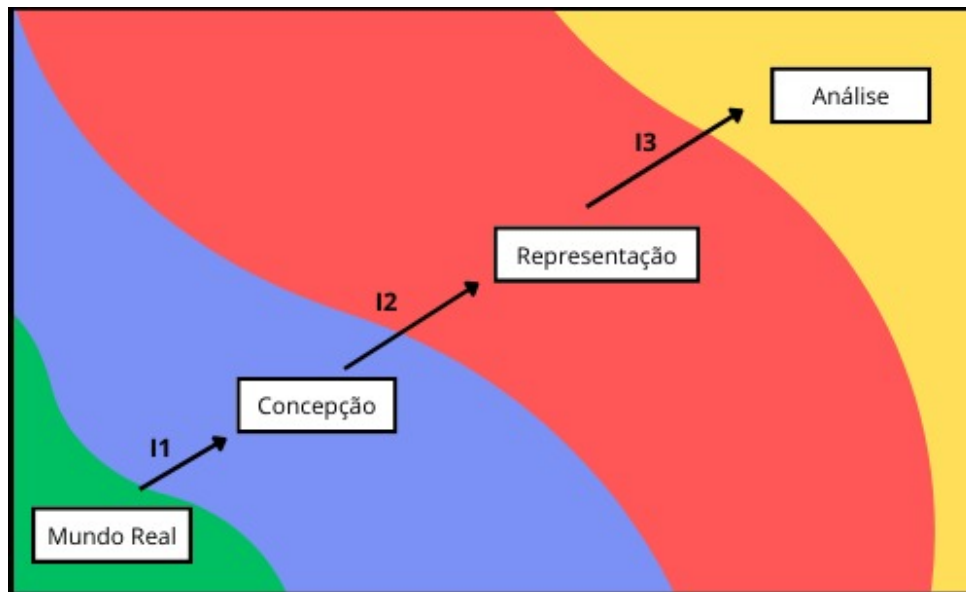 Análise
I3
Representação
I2
Concepção
I1
Mundo Real